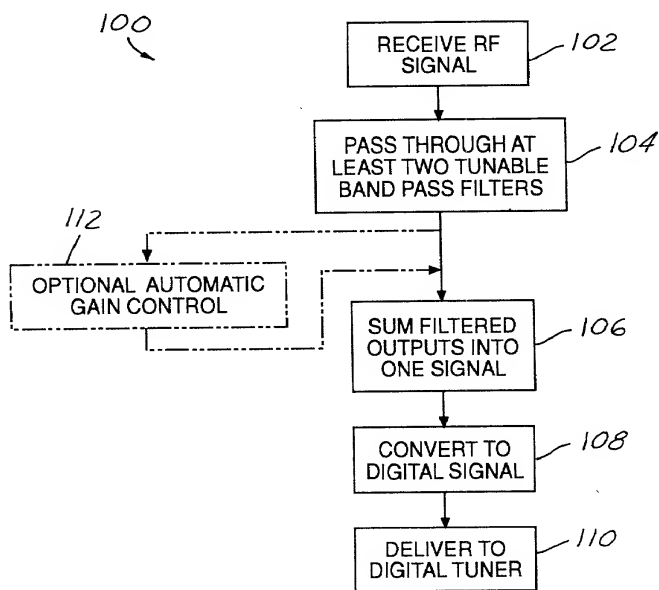 100
RECEIVE RF
SIGNAL
102
PASS THROUGH AT
LEAST TWO TUNABLE
BAND PASS FILTERS
104
112
OPTIONAL AUTOMATIC
GAIN CONTROL
SUM FILTERED
OUTPUTS INTO
ONE SIGNAL
106
CONVERT TO
DIGITAL SIGNAL
108
DELIVER TO
DIGITAL TUNER
110